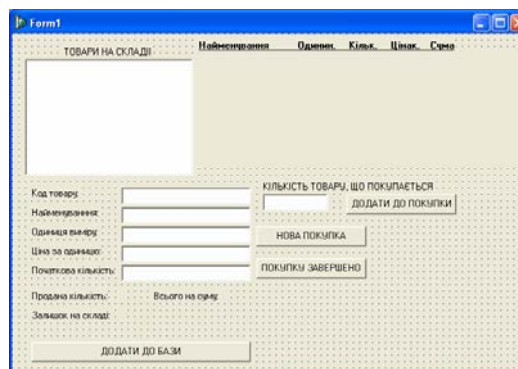 Form1
ТОВАРИ НА СКЛАДІ
Найменування Одиниц. Кільк. Цінак. Сума
Код товару:
Найменування:
Одиниця виміру:
Ціна за одиницю:
Початкова кількість:
КІЛЬКІСТЬ ТОВАРУ, ЩО ПОКУПАЄТЬСЯ
ДОДАТИ ДО ПОКУПКИ
НОВА ПОКУПКА
ПОКУПКУ ЗАВЕРШЕНО
Продана кількість: Всього на суму:
Залишок на складі:
ДОДАТИ ДО БАЗИ